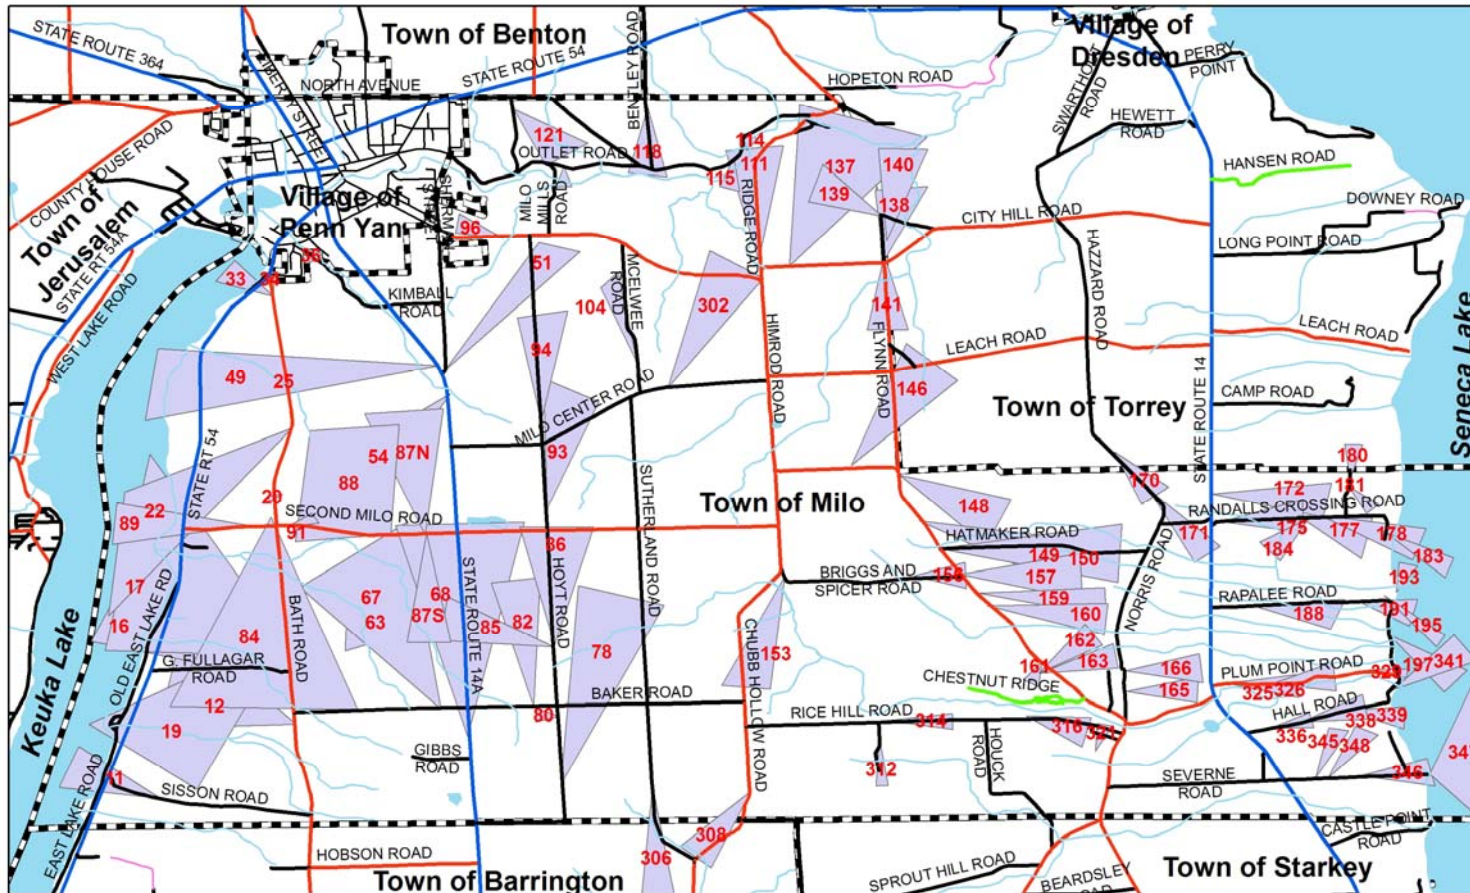 Town of Benton
Village of
Dresden
STATE ROUTE 364
STATE ROUTE 54
NORTH AVENUE
LIBERTY STREET
BENTLEY ROAD
HOPETON ROAD
PERRY
POINT
SWARTHOUT
ROAD
HEWETT
ROAD
COUNTY HOUSE ROAD
121
OUTLET ROAD
118
114
111
115
137
139
140
138
HANSEN ROAD
DOWNEY ROAD
Town of
Jerusalem
STATE RT 54A
WEST LAKE ROAD
Village of
Penn Yan
SHERMAN
STREET
96
MILO
MILLS
ROAD
RIDGE ROAD
CITY HILL ROAD
LONG POINT ROAD
33
34
36
51
KIMBALL
ROAD
104
MCELWEE
ROAD
302
HIMROD ROAD
141
FLYNN ROAD
HAZZARD ROAD
LEACH ROAD
LEACH ROAD
STATE ROUTE 14
Seneca Lake
49
25
94
MILO CENTER ROAD
146
CAMP ROAD
Town of Torrey
STATE RT 54
54
87N
88
93
SUTHERLAND ROAD
180
170
172
181
22
89
20
SECOND MILO ROAD
91
Town of Milo
148
RANDALLS CROSSING ROAD
HATMAKER ROAD
171
175
177
178
184
183
86
HOYT ROAD
149
150
NORRIS ROAD
17
16
OLD EAST LAKE RD
67
63
68
87S
STATE ROUTE 14A
85
82
BRIGGS AND
SPICER ROAD
156
157
159
160
193
RAPALEE ROAD
188
191
195
84
BATH ROAD
78
153
CHUBB HOLLOW ROAD
162
163
161
166
165
G. FULLAGAR
ROAD
CHESTNUT RIDGE
PLUM POINT ROAD
325
326
197
341
12
19
BAKER ROAD
80
RICE HILL ROAD
314
316
321
HALL ROAD
336
338
339
345
348
Keuka Lake
GIBBS
ROAD
312
HOUCK
ROAD
SEVERNE
ROAD
346
EAST LAKE ROAD
SISSON ROAD
308
306
HOBSON ROAD
Town of Barrington
SPROUT HILL ROAD
BEARDSLEY
Town of Starkey
CASTLE POINT
ROAD